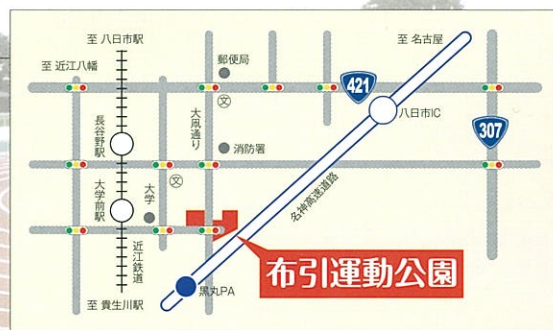 至 八日市駅
至 近江八幡
郵便局
至 名古屋
421
文
大凧通り
八日市IC
307
長谷野駅
消防署
文
大学前駅
大学
名神高速道路
近江鉄道
布引運動公園
黒丸PA
至 貴生川駅